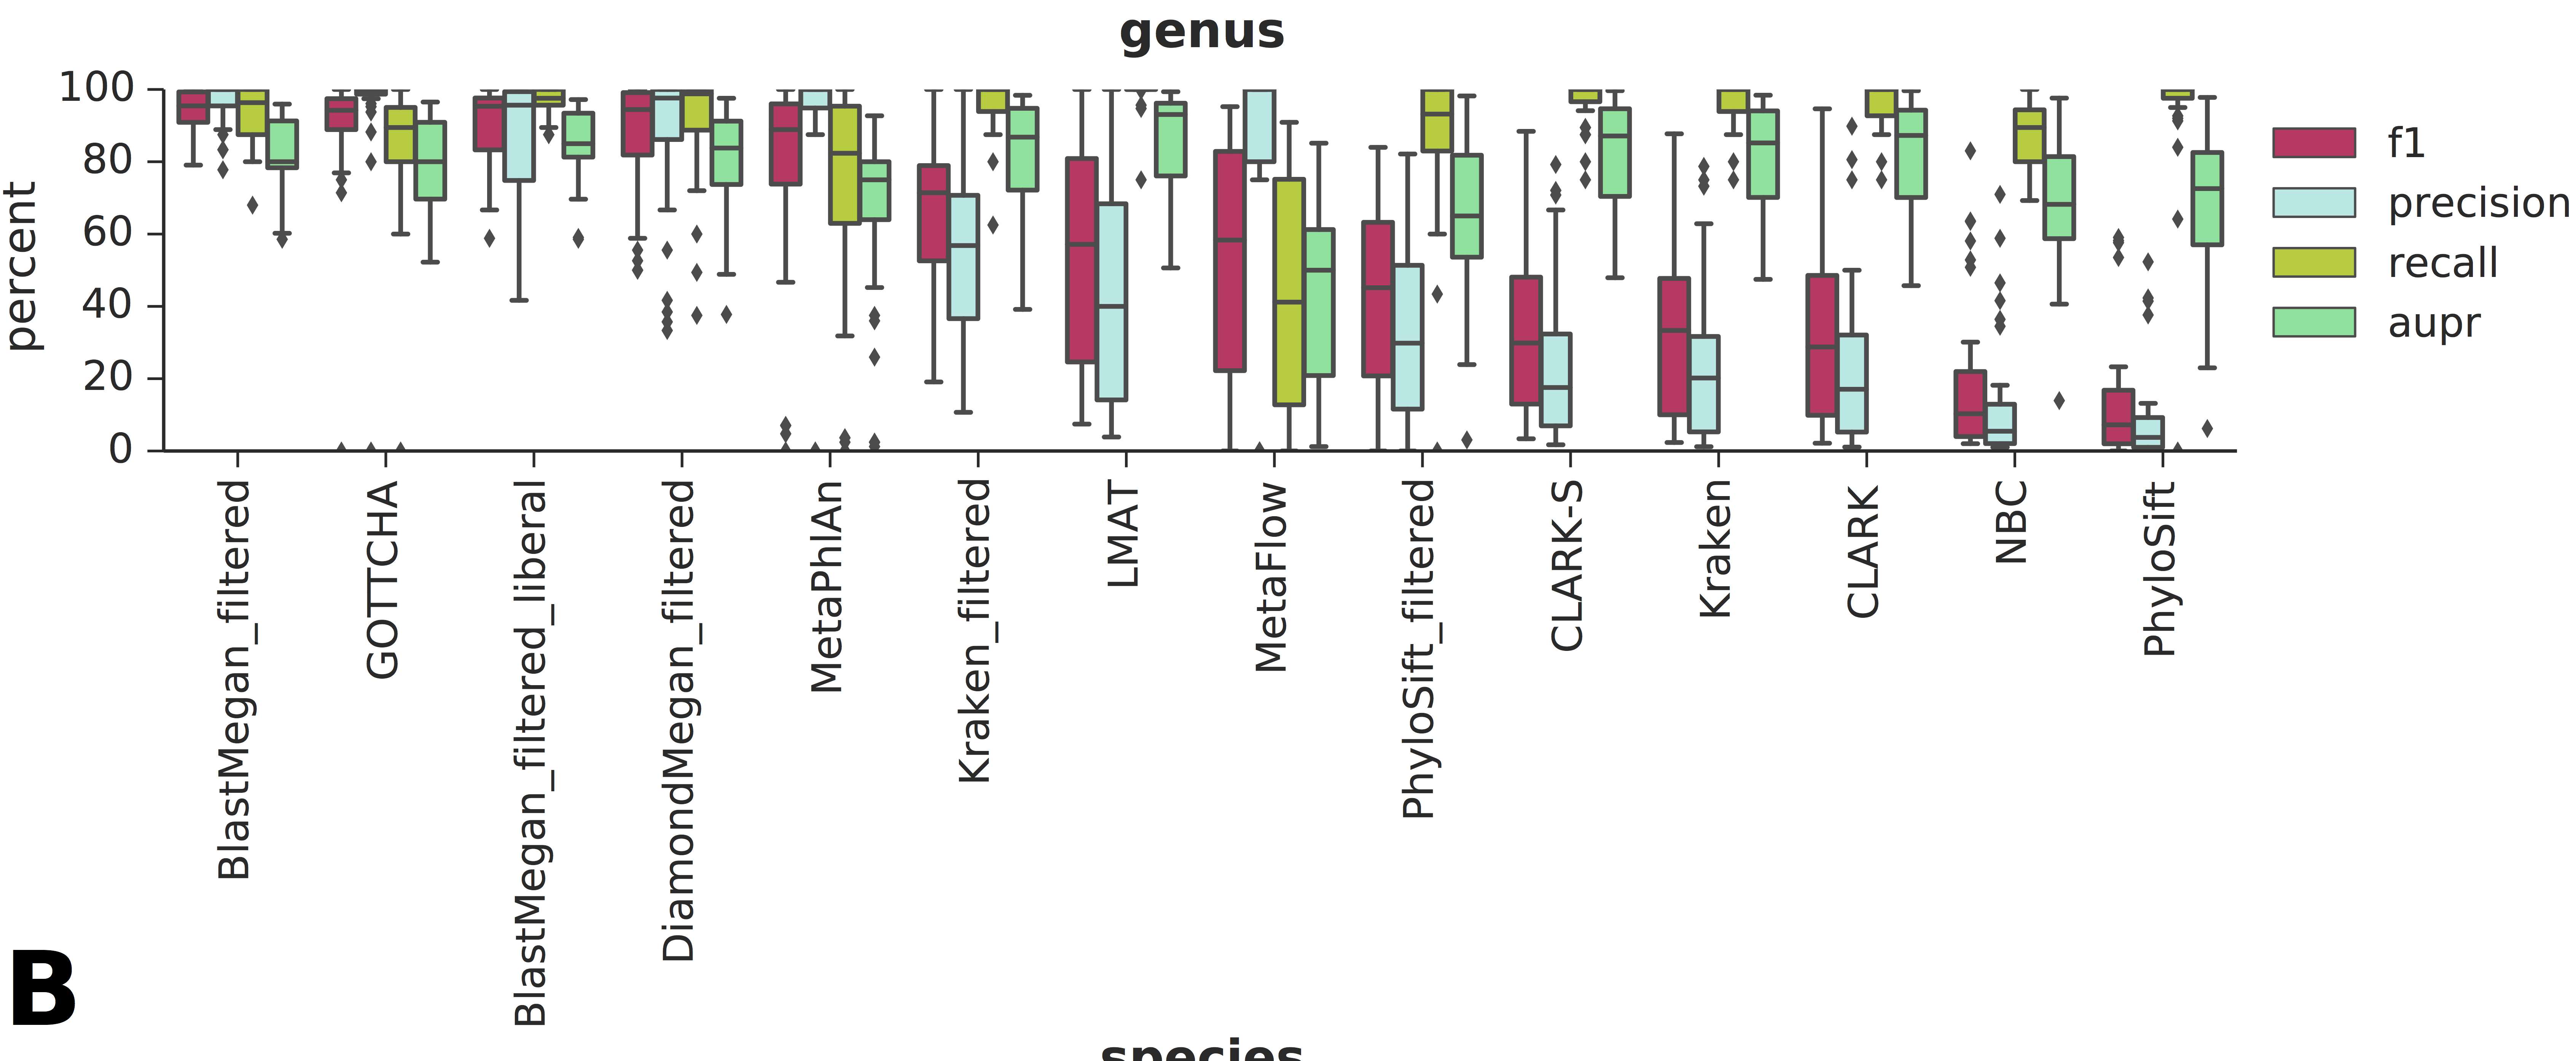 genus
percent
100
80
60
40
20
0
f1
precision
recall
aupr
BlastMegan_filtered
GOTTCHA
BlastMegan_filtered_liberal
DiamondMegan_filtered
MetaPhlAn
Kraken_filtered
LMAT
MetaFlow
PhyloSift_filtered
CLARK-S
Kraken
CLARK
NBC
PhyloSift
B
species